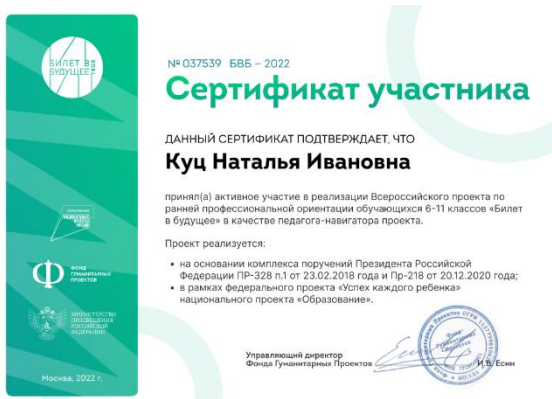 БИЛЕТ В
БУДУЩЕЕ
№ 037539 БВБ – 2022
Сертификат участника
ДАННЫЙ СЕРТИФИКАТ ПОДТВЕРЖДАЕТ, ЧТО
Куц Наталья Ивановна
принял(а) активное участие в реализации Всероссийского проекта по
ранней профессиональной ориентации обучающихся 6-11 классов «Билет
в будущее» в качестве педагога-навигатора проекта.
Проект реализуется:
• на основании комплекса поручений Президента Российской
Федерации ПР-328 п.1 от 23.02.2018 года и Пр-218 от 20.12.2020 года;
• в рамках федерального проекта «Успех каждого ребенка»
национального проекта «Образование».
ФОНД
ГУМАНИТАРНЫХ
ПРОЕКТОВ
МИНИСТЕРСТВО
ПРОСВЕЩЕНИЯ
РОССИЙСКОЙ
ФЕДЕРАЦИИ
Москва, 2022 г.
Управляющий директор
Фонда Гуманитарных Проектов
И.В. Есин